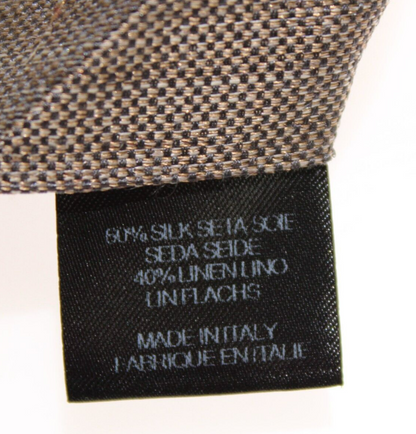 60% SILK SETA SOIE
SEDA SEIDE
40% LINEN LINO
LIN FLACHS
MADE IN ITALY
FABRIQUE EN ITALIE